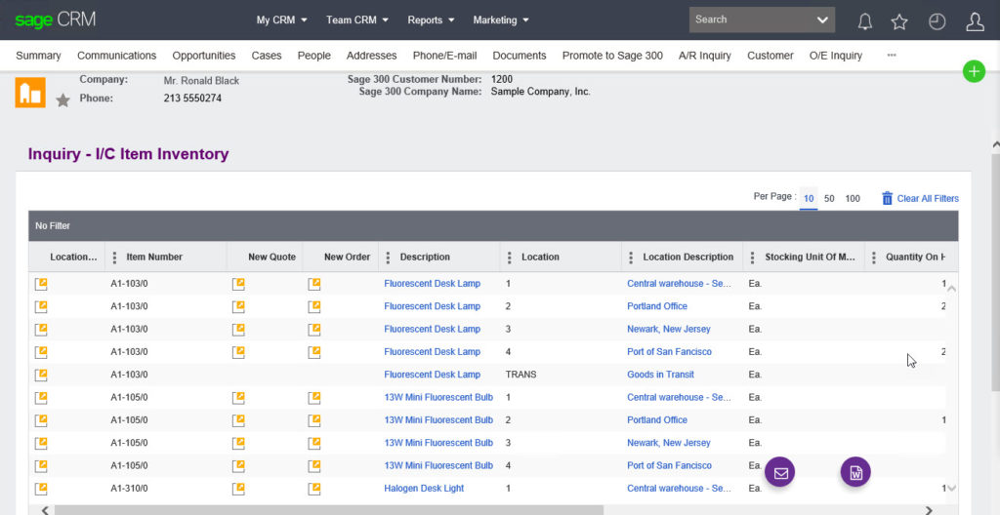 sage CRM My CRM Team CRM Reports Marketing Search
Summary Communications Opportunities Cases People Addresses Phone/E-mail Documents Promote to Sage 300 A/R Inquiry Customer O/E Inquiry ...
Company: Mr. Ronald Black Sage 300 Customer Number: 1200
Phone: 213 5550274 Sage 300 Company Name: Sample Company, Inc.
Inquiry - I/C Item Inventory
Per Page : 10 50 100 Clear All Filters
No Filter
Location... Item Number New Quote New Order Description Location Location Description Stocking Unit Of M... Quantity On H
A1-103/0 Fluorescent Desk Lamp 1 Central warehouse - Se... Ea. 1
A1-103/0 Fluorescent Desk Lamp 2 Portland Office Ea. 2
A1-103/0 Fluorescent Desk Lamp 3 Newark, New Jersey Ea.
A1-103/0 Fluorescent Desk Lamp 4 Port of San Fancisco Ea. 2
A1-103/0 Fluorescent Desk Lamp TRANS Goods in Transit Ea.
A1-105/0 13W Mini Fluorescent Bulb 1 Central warehouse - Se... Ea.
A1-105/0 13W Mini Fluorescent Bulb 2 Portland Office Ea. 1
A1-105/0 13W Mini Fluorescent Bulb 3 Newark, New Jersey Ea.
A1-105/0 13W Mini Fluorescent Bulb 4 Port of San Fancisco Ea.
A1-310/0 Halogen Desk Light 1 Central warehouse - Se... Ea. 1